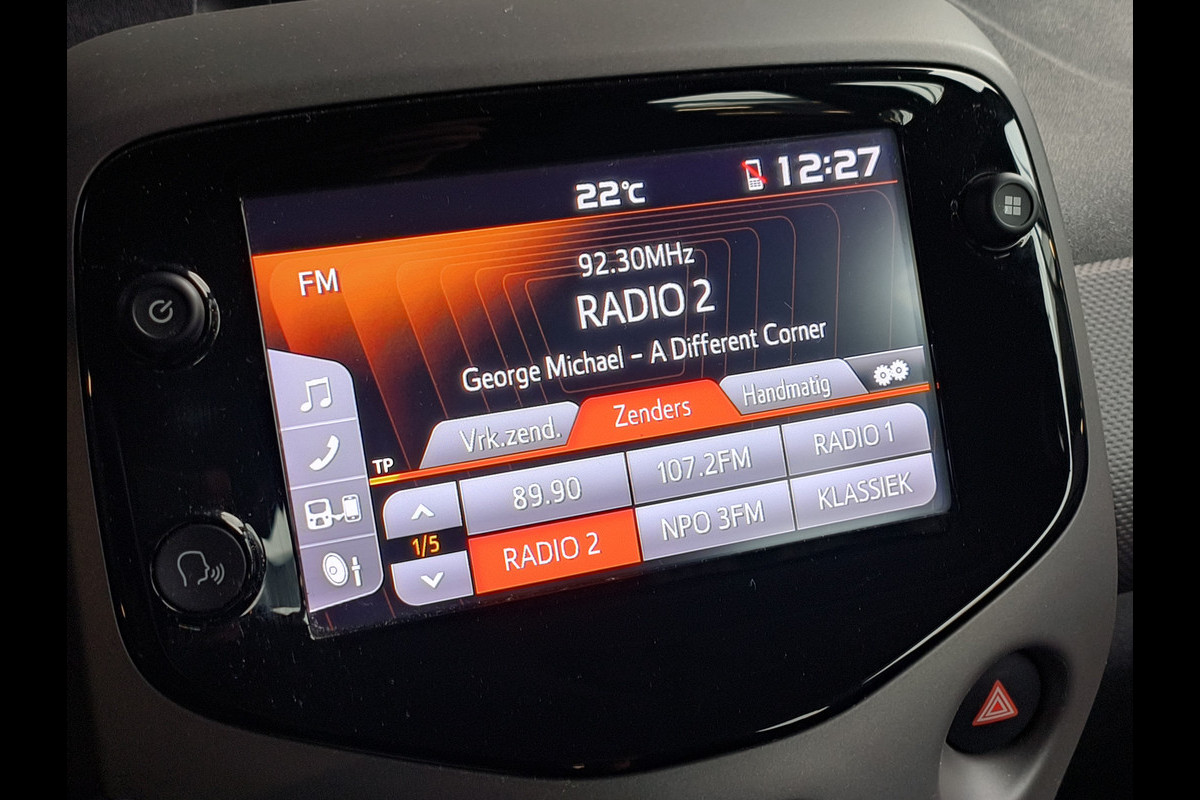 22°C
12:27
FM
92.30MHz
RADIO 2
George Michael – A Different Corner
Vrk.zend.
Zenders
Handmatig
TP
1/5
89.90
107.2FM
RADIO 1
RADIO 2
NPO 3FM
KLASSIEK